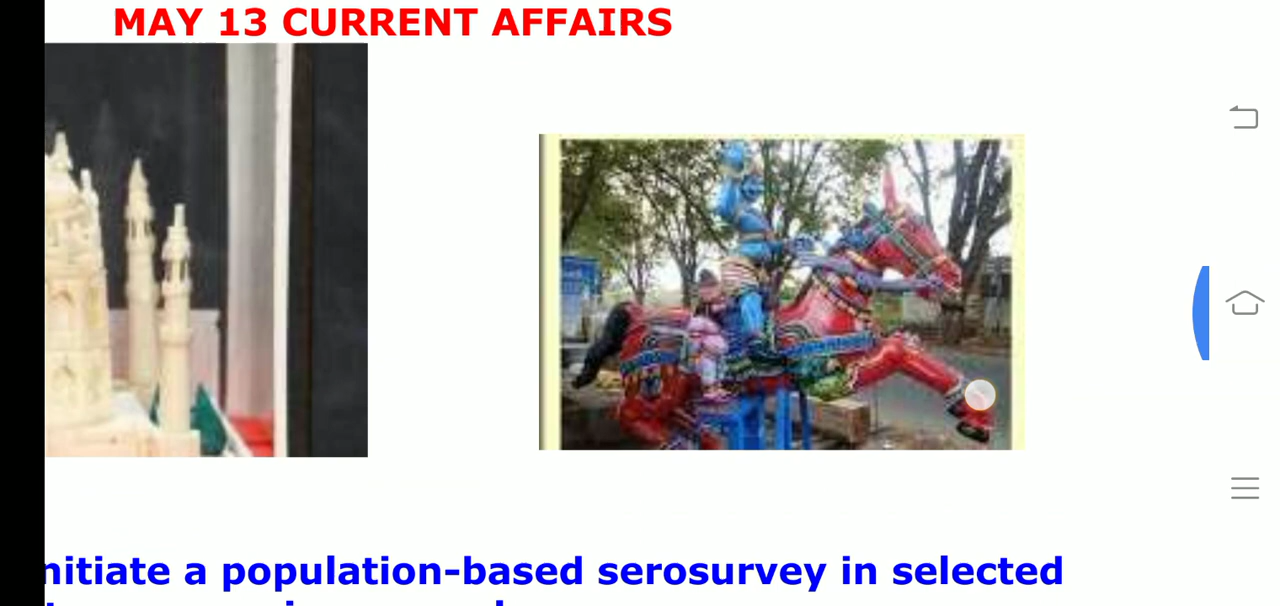 MAY 13 CURRENT AFFAIRS
nitiate a population-based serosurvey in selected